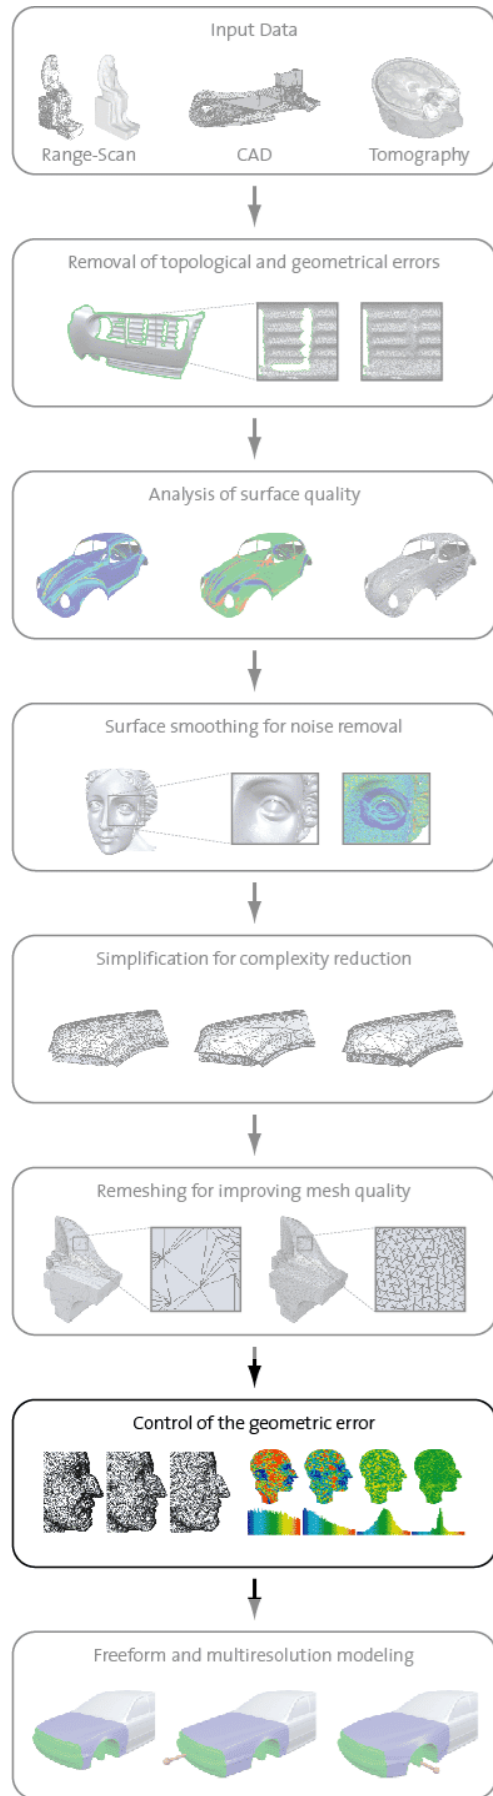 Input Data
Range-Scan CAD Tomography
Removal of topological and geometrical errors
Analysis of surface quality
Surface smoothing for noise removal
Simplification for complexity reduction
Remeshing for improving mesh quality
Control of the geometric error
Freeform and multiresolution modeling